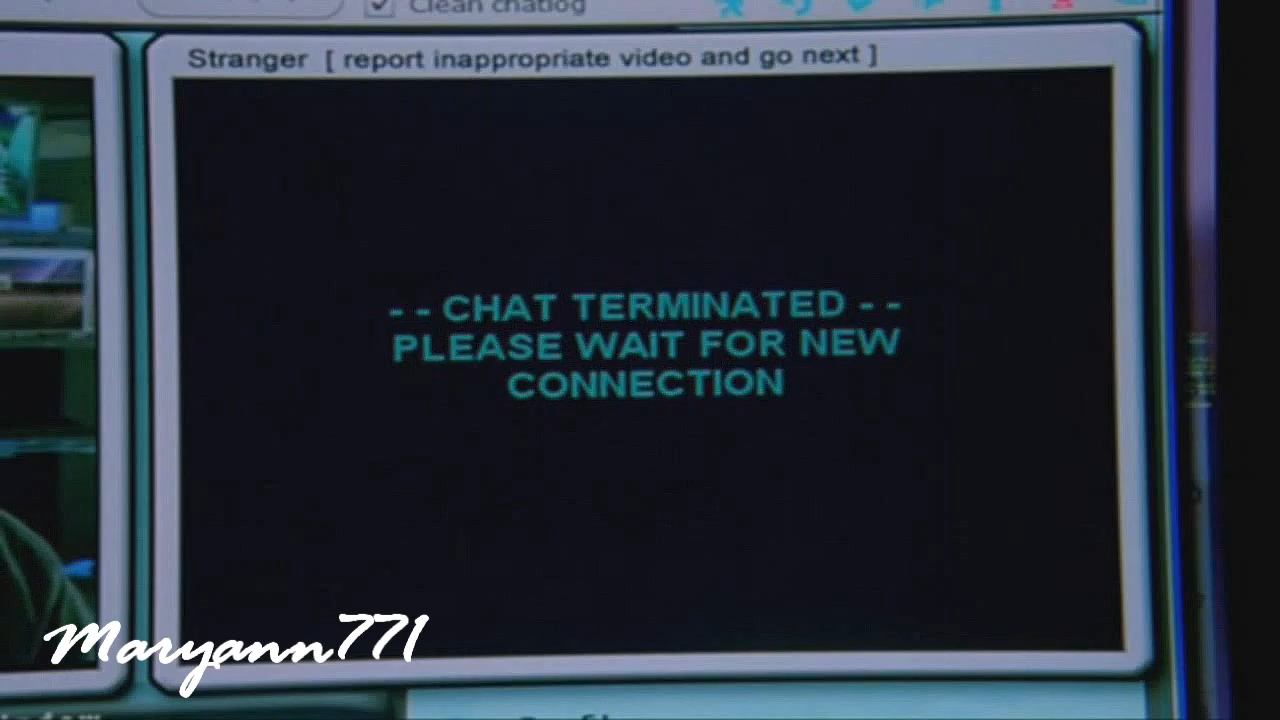 Clean chatlog
Stranger [ report inappropriate video and go next ]
- - CHAT TERMINATED - -
PLEASE WAIT FOR NEW
CONNECTION
Maryann771